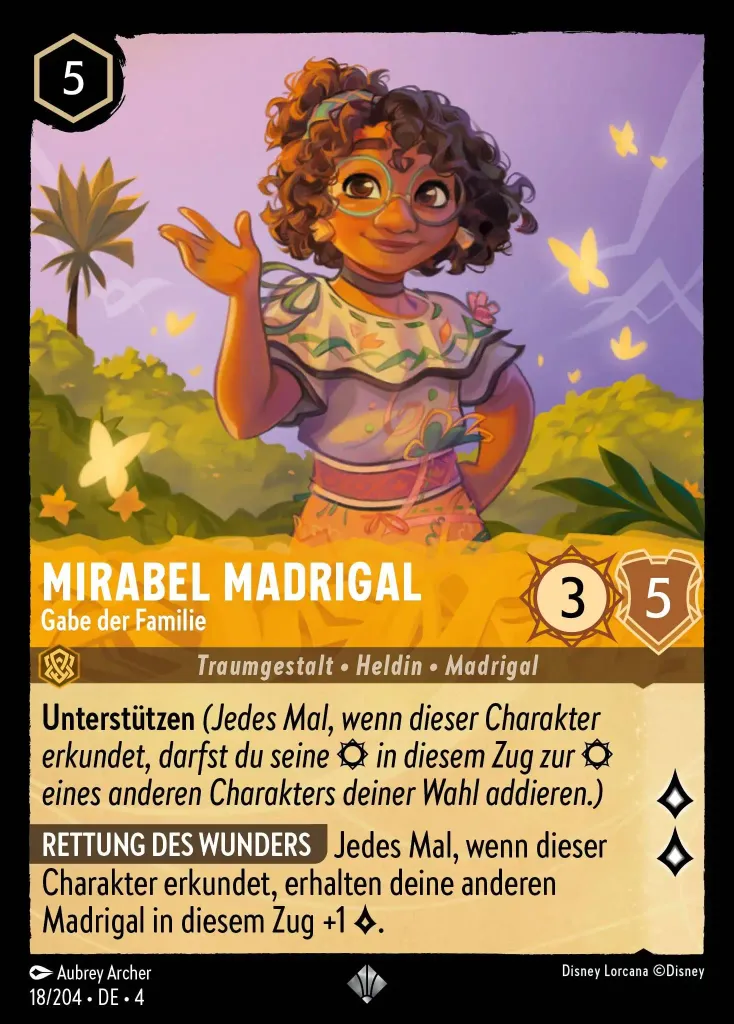 5
MIRABEL MADRIGAL
Gabe der Familie
3
5
Traumgestalt • Heldin • Madrigal
Unterstützen (Jedes Mal, wenn dieser Charakter
erkundet, darfst du seine in diesem Zug zur
eines anderen Charakters deiner Wahl addieren.)
RETTUNG DES WUNDERS Jedes Mal, wenn dieser
Charakter erkundet, erhalten deine anderen
Madrigal in diesem Zug +1 .
Aubrey Archer
Disney Lorcana ©Disney
18/204 • DE • 4